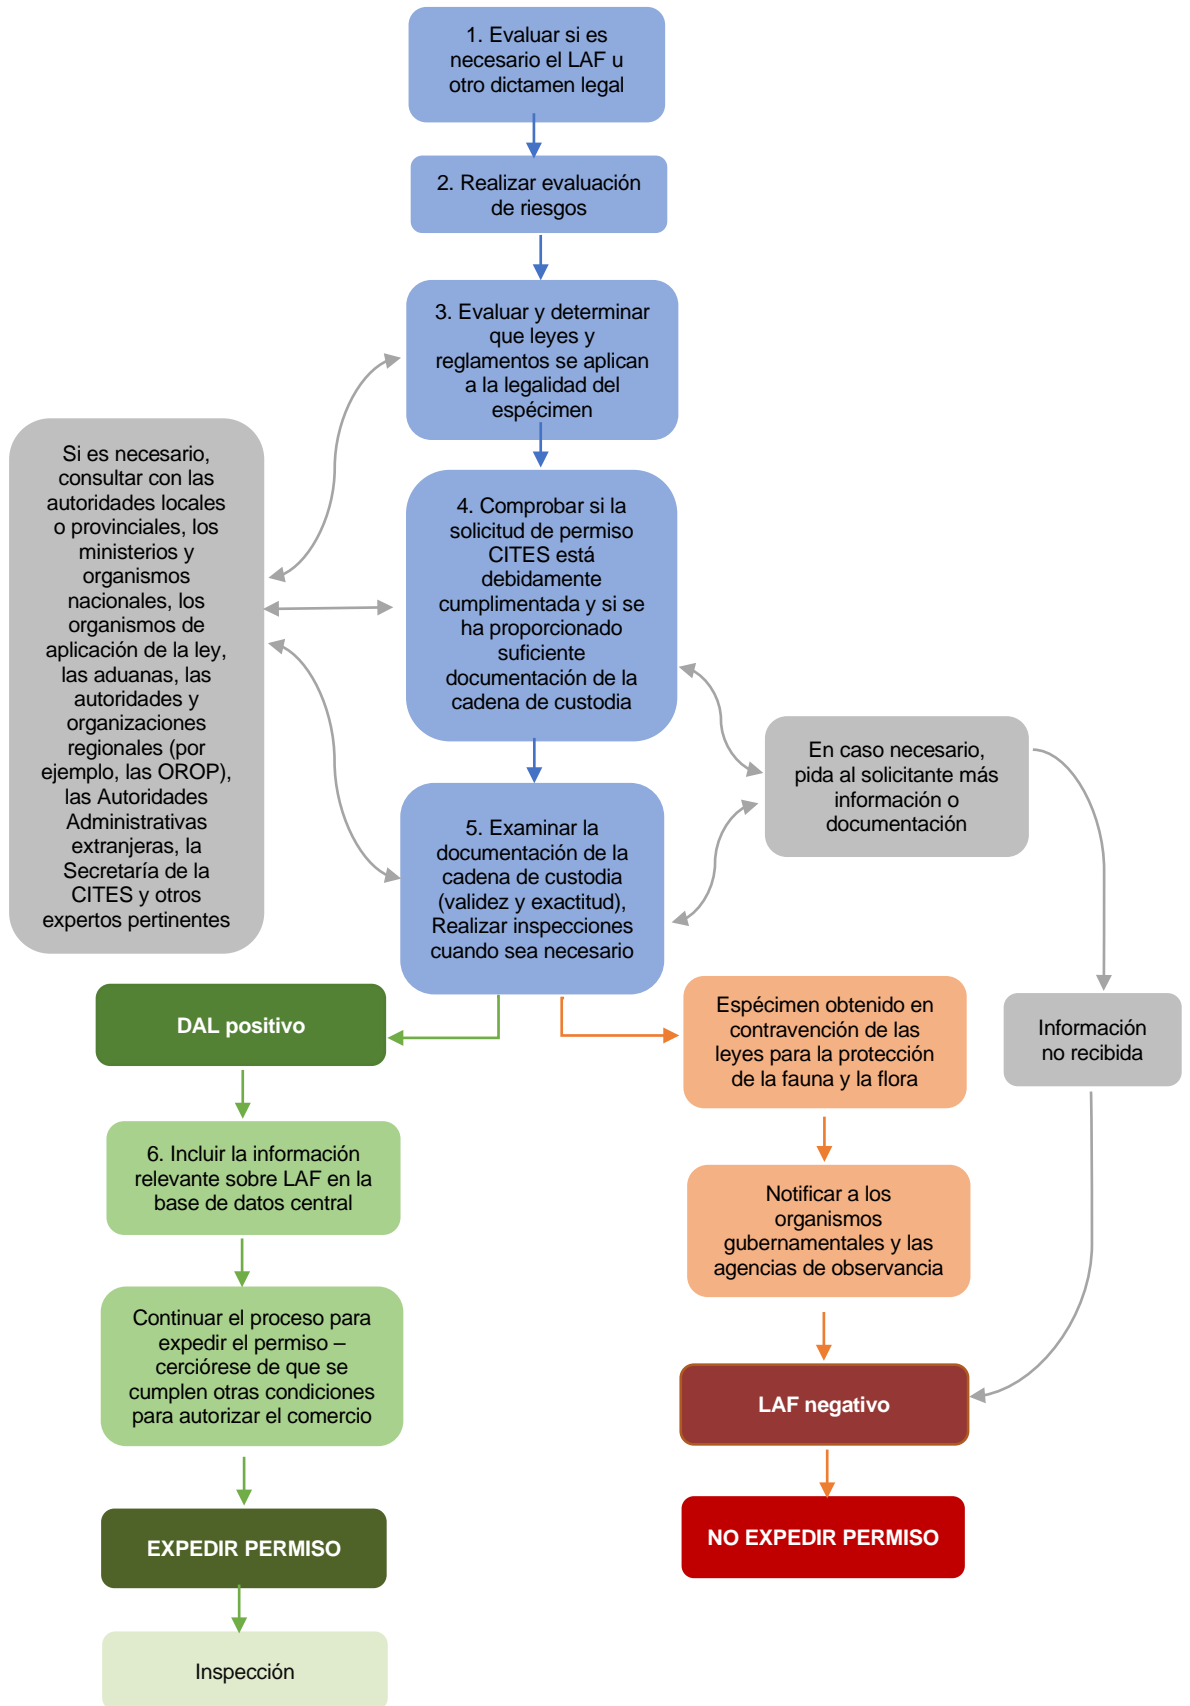 1. Evaluar si es
necesario el LAF u
otro dictamen legal
2. Realizar evaluación
de riesgos
3. Evaluar y determinar
que leyes y
reglamentos se aplican
a la legalidad del
espécimen
Si es necesario,
consultar con las
autoridades locales
o provinciales, los
ministerios y
organismos
nacionales, los
organismos de
aplicación de la ley,
las aduanas, las
autoridades y
organizaciones
regionales (por
ejemplo, las OROP),
las Autoridades
Administrativas
extranjeras, la
Secretaría de la
CITES y otros
expertos pertinentes
4. Comprobar si la
solicitud de permiso
CITES está
debidamente
cumplimentada y si se
ha proporcionado
suficiente
documentación de la
cadena de custodia
En caso necesario,
pida al solicitante más
información o
documentación
5. Examinar la
documentación de la
cadena de custodia
(validez y exactitud),
Realizar inspecciones
cuando sea necesario
DAL positivo
Espécimen obtenido en
contravención de las
leyes para la protección
de la fauna y la flora
Información
no recibida
6. Incluir la información
relevante sobre LAF en la
base de datos central
Notificar a los
organismos
gubernamentales y las
agencias de observancia
Continuar el proceso para
expedir el permiso –
cerciórese de que se
cumplen otras condiciones
para autorizar el comercio
LAF negativo
EXPEDIR PERMISO
NO EXPEDIR PERMISO
Inspección